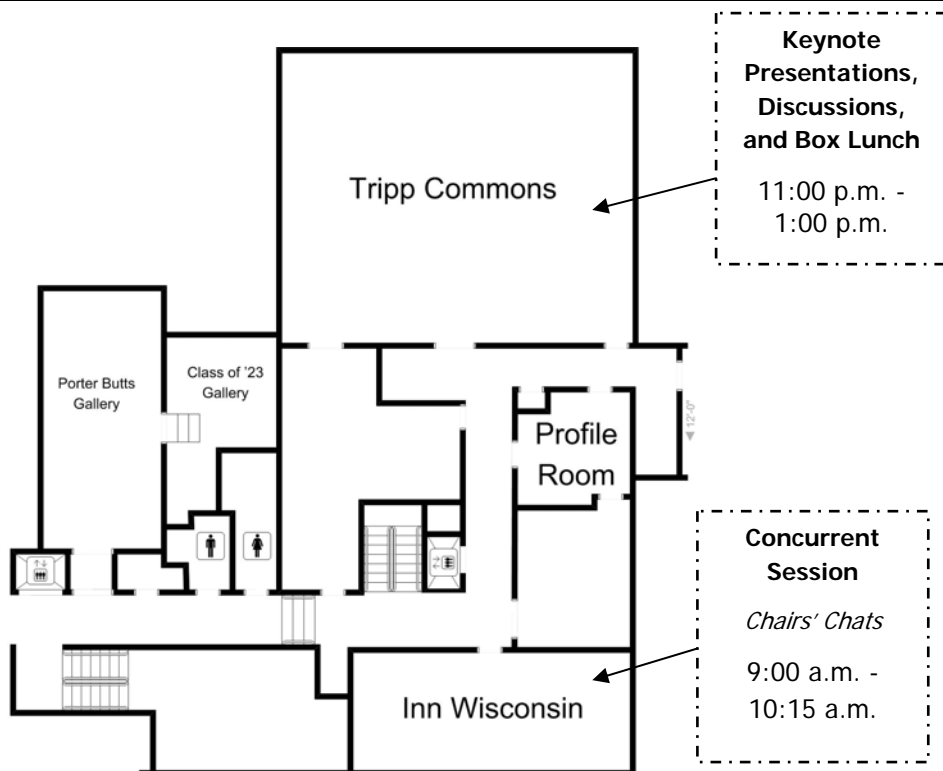 Keynote
Presentations,
Discussions,
and Box Lunch
11:00 p.m. -
1:00 p.m.
Tripp Commons
Porter Butts
Gallery
Class of '23
Gallery
Profile
Room
◄ 12'-0"
Concurrent
Session
Chairs' Chats
9:00 a.m. -
10:15 a.m.
Inn Wisconsin